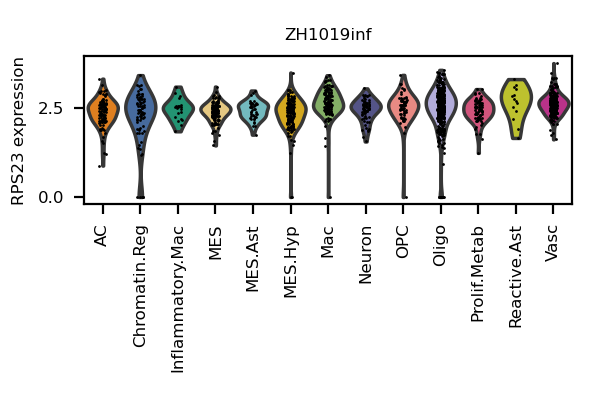 ZH1019inf
RPS23 expression
2.5
0.0
AC
Chromatin.Reg
Inflammatory.Mac
MES
MES.Ast
MES.Hyp
Mac
Neuron
OPC
Oligo
Prolif.Metab
Reactive.Ast
Vasc